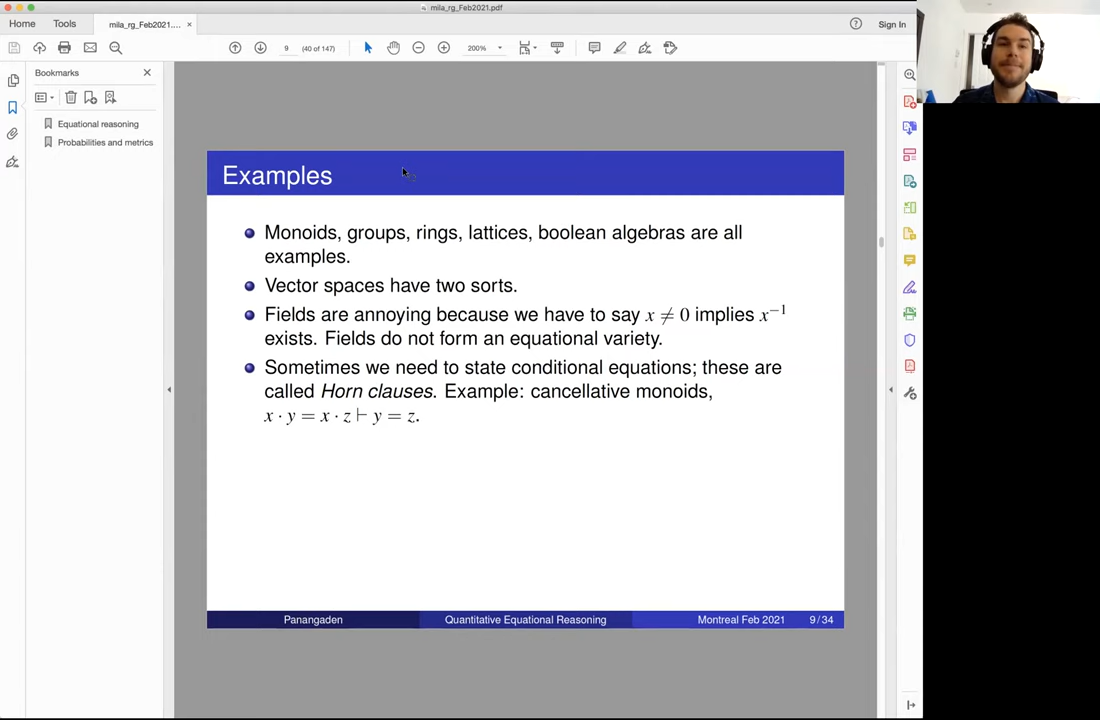 mila_rg_Feb2021.pdf
Home Tools mila_rg_Feb2021.... × Sign In
9 (40 of 147) 200%
Bookmarks
Equational reasoning
Probabilities and metrics
Examples
Monoids, groups, rings, lattices, boolean algebras are all
examples.
Vector spaces have two sorts.
Fields are annoying because we have to say x ≠ 0 implies x⁻¹
exists. Fields do not form an equational variety.
Sometimes we need to state conditional equations; these are
called Horn clauses. Example: cancellative monoids,
x · y = x · z ⊢ y = z.
Panangaden Quantitative Equational Reasoning Montreal Feb 2021 9 / 34